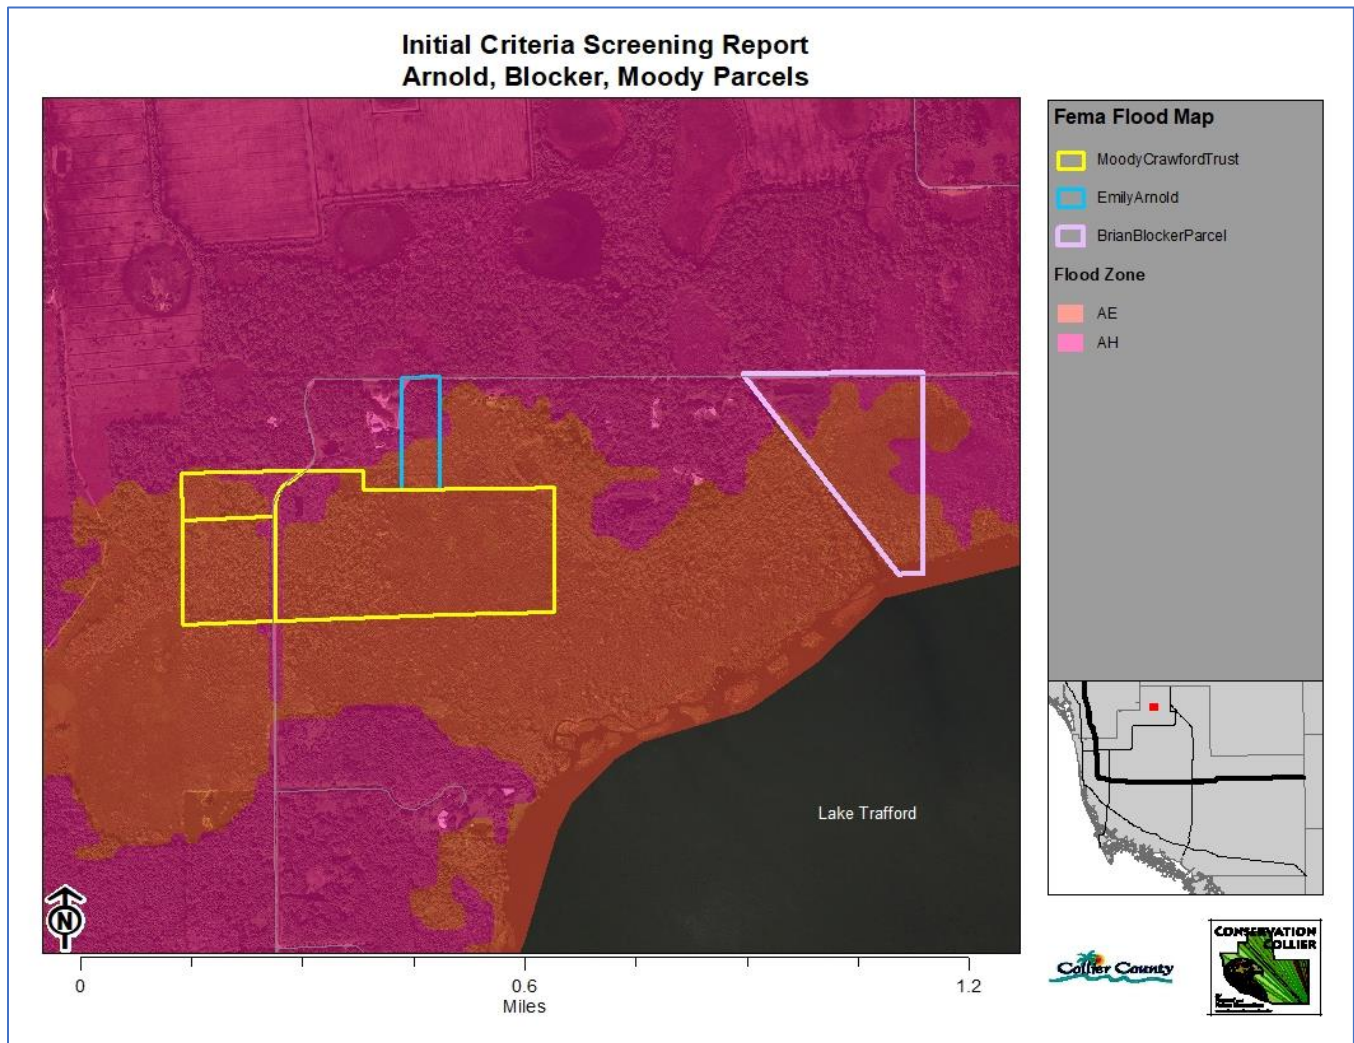 Initial Criteria Screening Report
Arnold, Blocker, Moody Parcels
Fema Flood Map
MoodyCrawfordTrust
EmilyArnold
BrianBlockerParcel
Flood Zone
AE
AH
Lake Trafford
N
0
0.6
1.2
Miles
Collier County
CONSERVATION
COLLIER